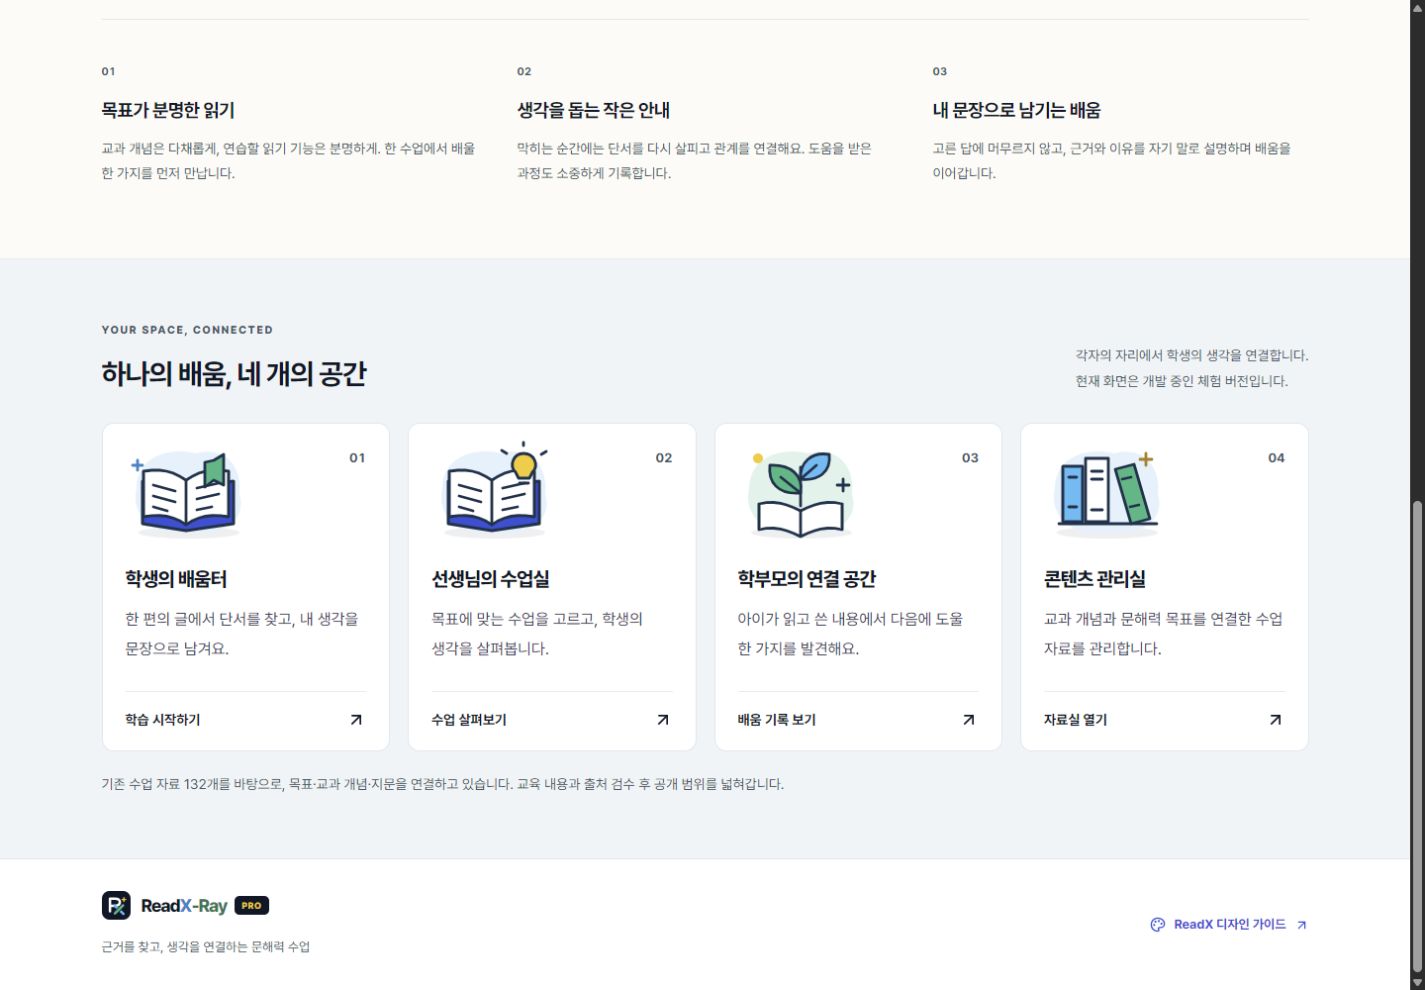 01
목표가 분명한 읽기
교과 개념은 다채롭게, 연습할 읽기 기능은 분명하게. 한 수업에서 배울
한 가지를 먼저 만납니다.
02
생각을 돕는 작은 안내
막히는 순간에는 단서를 다시 살피고 관계를 연결해요. 도움을 받은
과정도 소중하게 기록합니다.
03
내 문장으로 남기는 배움
고른 답에 머무르지 않고, 근거와 이유를 자기 말로 설명하며 배움을
이어갑니다.
YOUR SPACE, CONNECTED
하나의 배움, 네 개의 공간
각자의 자리에서 학생의 생각을 연결합니다.
현재 화면은 개발 중인 체험 버전입니다.
01
학생의 배움터
한 편의 글에서 단서를 찾고, 내 생각을
문장으로 남겨요.
학습 시작하기
02
선생님의 수업실
목표에 맞는 수업을 고르고, 학생의
생각을 살펴봅니다.
수업 살펴보기
03
학부모의 연결 공간
아이가 읽고 쓴 내용에서 다음에 도울
한 가지를 발견해요.
배움 기록 보기
04
콘텐츠 관리실
교과 개념과 문해력 목표를 연결한 수업
자료를 관리합니다.
자료실 열기
기존 수업 자료 132개를 바탕으로, 목표·교과 개념·지문을 연결하고 있습니다. 교육 내용과 출처 검수 후 공개 범위를 넓혀갑니다.
ReadX-Ray PRO
근거를 찾고, 생각을 연결하는 문해력 수업
ReadX 디자인 가이드